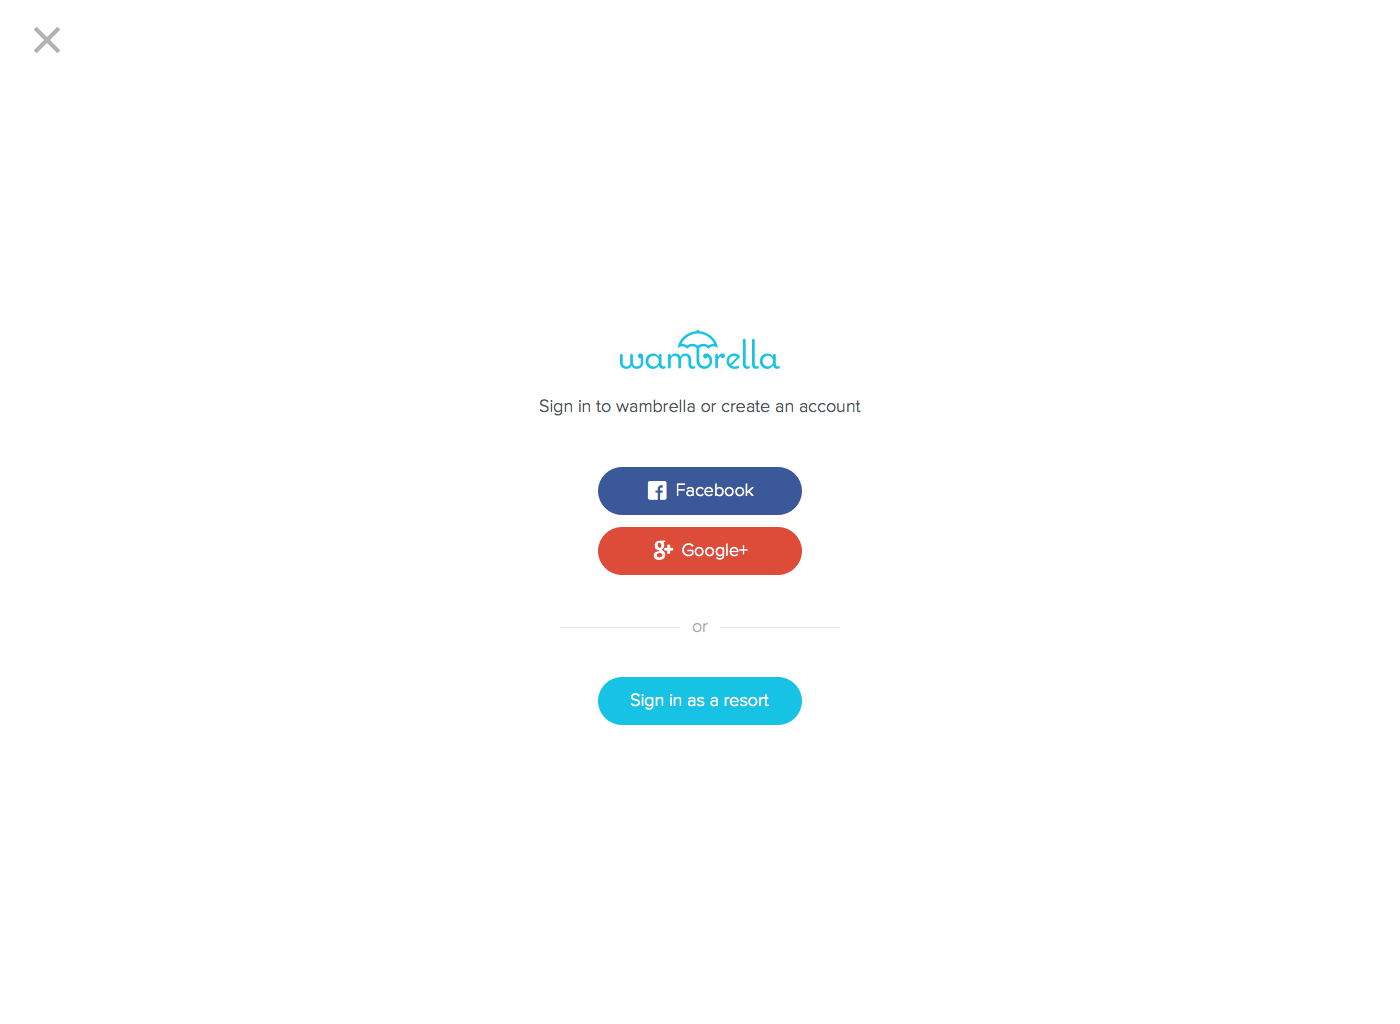 wambrella
Sign in to wambrella or create an account
Facebook
Google+
or
Sign in as a resort